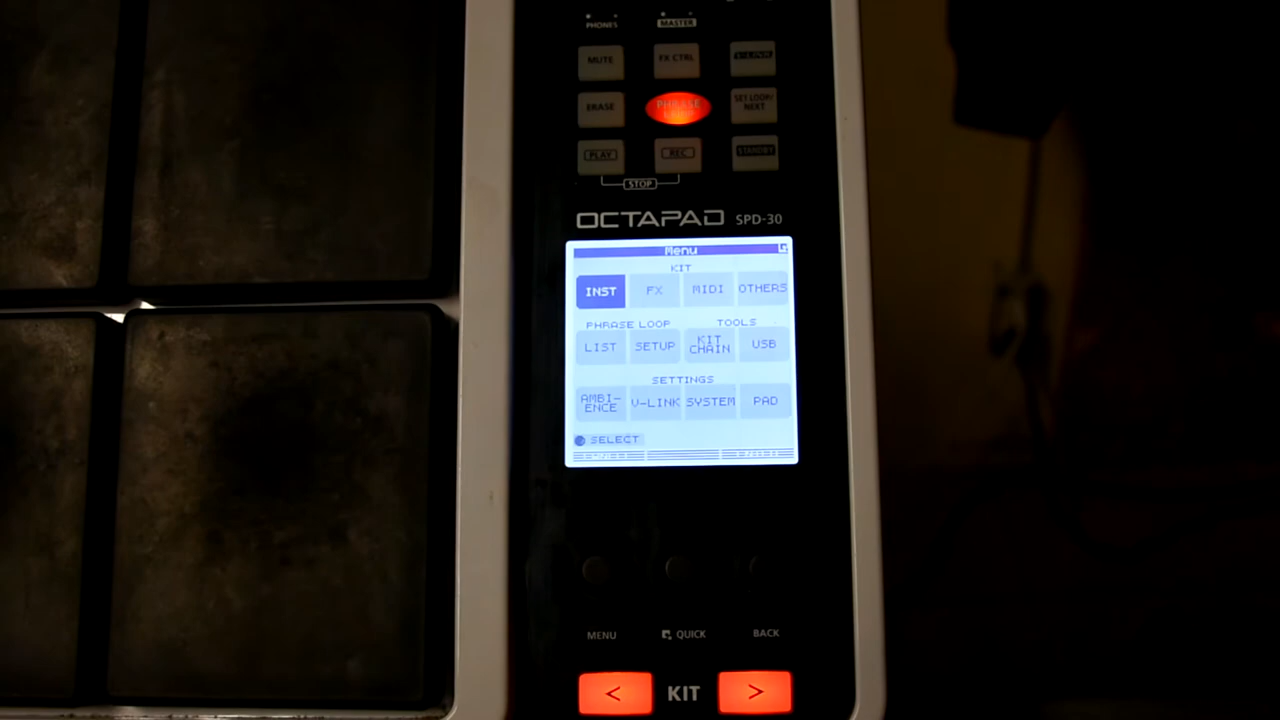 PHONES MASTER
MUTE FX CTRL V-LINK
ERASE PHRASE SET LOOP/
NEXT
PLAY REC STANDBY
STOP
OCTAPAD SPD-30
Menu
KIT
INST FX MIDI OTHERS
PHRASE LOOP TOOLS
LIST SETUP KIT
CHAIN USB
SETTINGS
AMBI-
ENCE V-LINK SYSTEM PAD
SELECT
MENU QUICK BACK
< KIT >